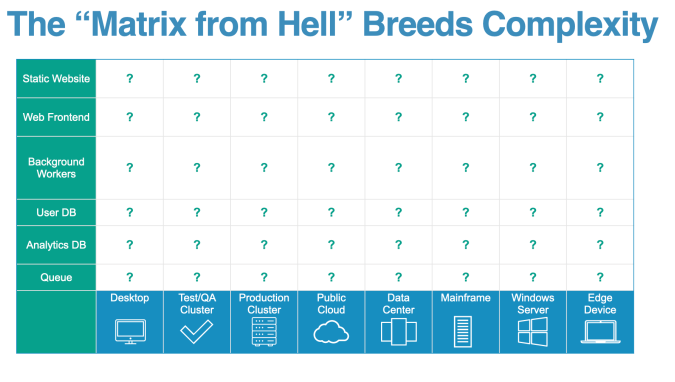 The “Matrix from Hell” Breeds Complexity
Static Website ? ? ? ? ? ? ? ?
Web Frontend ? ? ? ? ? ? ? ?
Background
Workers ? ? ? ? ? ? ? ?
User DB ? ? ? ? ? ? ? ?
Analytics DB ? ? ? ? ? ? ? ?
Queue ? ? ? ? ? ? ? ?
Desktop Test/QA Production Public Data Mainframe Windows Edge
Cluster Cluster Cloud Center Server Device